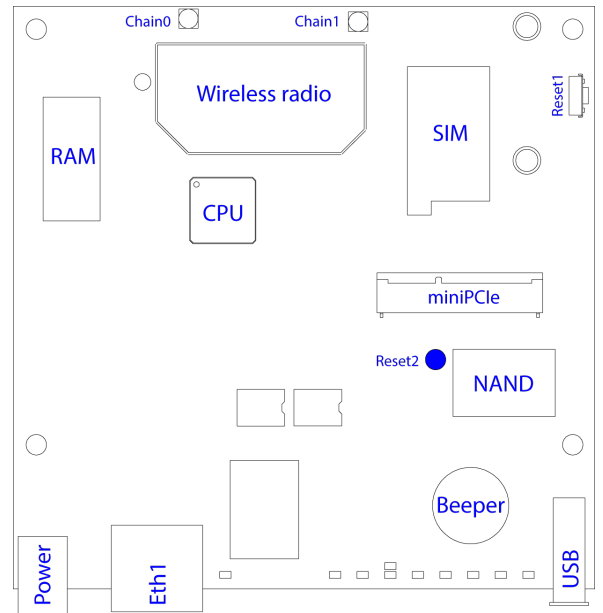 Chain0
Chain1
Wireless radio
Reset1
RAM
SIM
CPU
miniPCIe
Reset2
NAND
Beeper
Power
Eth1
USB